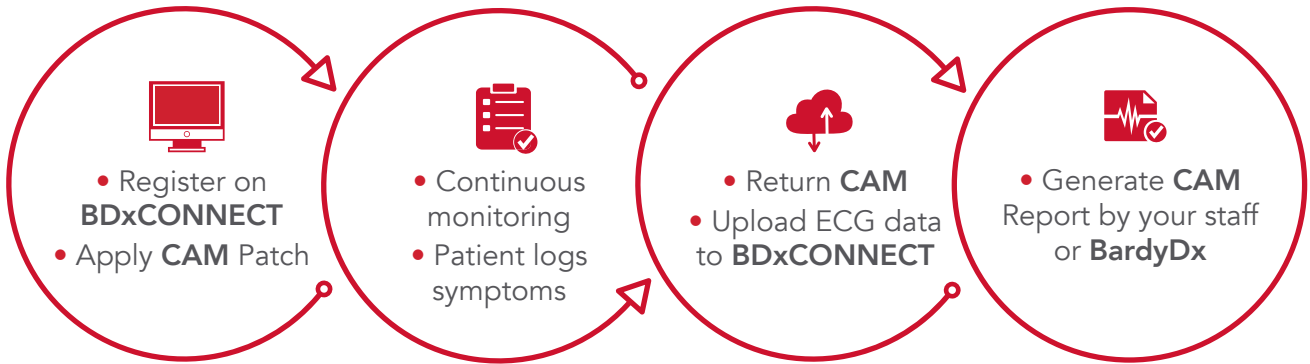 • Register on
BDxCONNECT
• Apply CAM Patch
• Continuous
monitoring
• Patient logs
symptoms
• Return CAM
• Upload ECG data
to BDxCONNECT
• Generate CAM
Report by your staff
or BardyDx